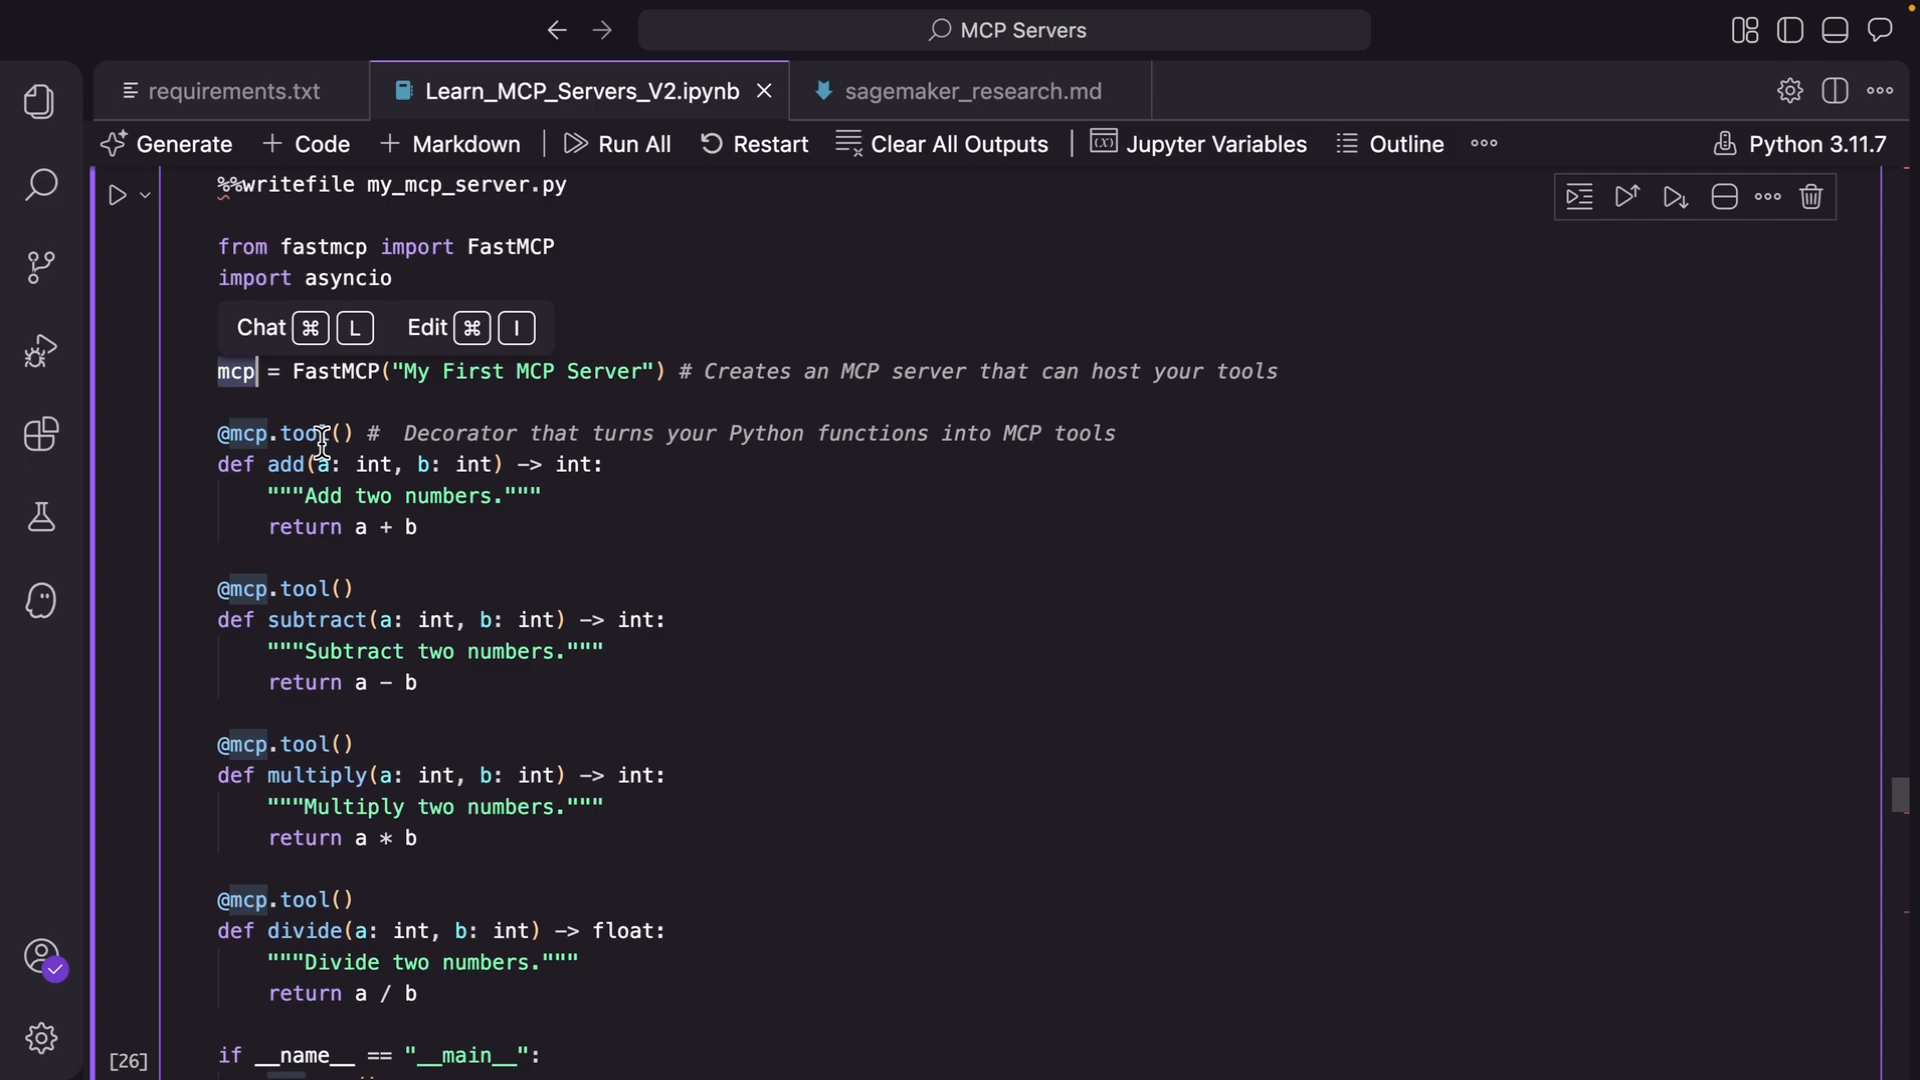 MCP Servers
requirements.txt
Learn_MCP_Servers_V2.ipynb
sagemaker_research.md
Generate
Code
Markdown
Run All
Restart
Clear All Outputs
Jupyter Variables
Outline
Python 3.11.7
%%writefile my_mcp_server.py
from fastmcp import FastMCP
import asyncio
Chat ⌘ L Edit ⌘ I
mcp = FastMCP("My First MCP Server") # Creates an MCP server that can host your tools
@mcp.tool() # Decorator that turns your Python functions into MCP tools
def add(a: int, b: int) -> int:
"""Add two numbers."""
return a + b
@mcp.tool()
def subtract(a: int, b: int) -> int:
"""Subtract two numbers."""
return a - b
@mcp.tool()
def multiply(a: int, b: int) -> int:
"""Multiply two numbers."""
return a * b
@mcp.tool()
def divide(a: int, b: int) -> float:
"""Divide two numbers."""
return a / b
[26]
if __name__ == "__main__":